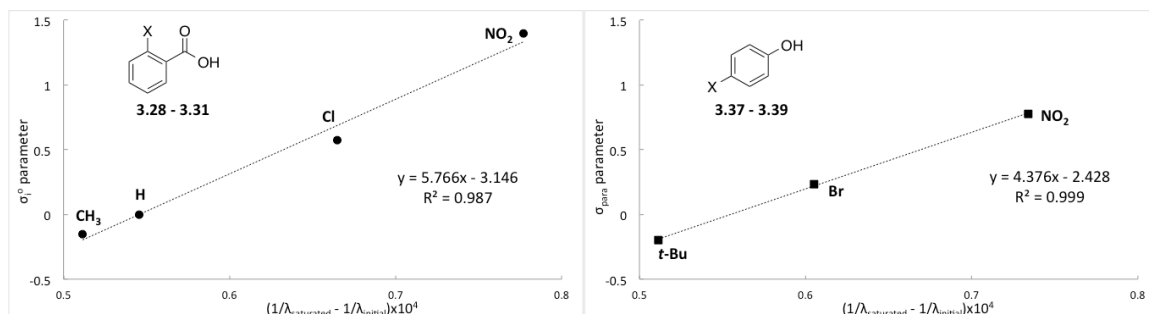 1.5
1
0.5
0
-0.5
σᵢ° parameter
X
O
OH
3.28 - 3.31
CH₃
H
Cl
NO₂
y = 5.766x - 3.146
R² = 0.987
0.5 0.6 0.7 0.8
(1/λsaturated - 1/λinitial)x10⁴
1.5
1
0.5
0
-0.5
σpara parameter
OH
X
3.37 - 3.39
t-Bu
Br
NO₂
y = 4.376x - 2.428
R² = 0.999
0.5 0.6 0.7 0.8
(1/λsaturated - 1/λinitial)x10⁴